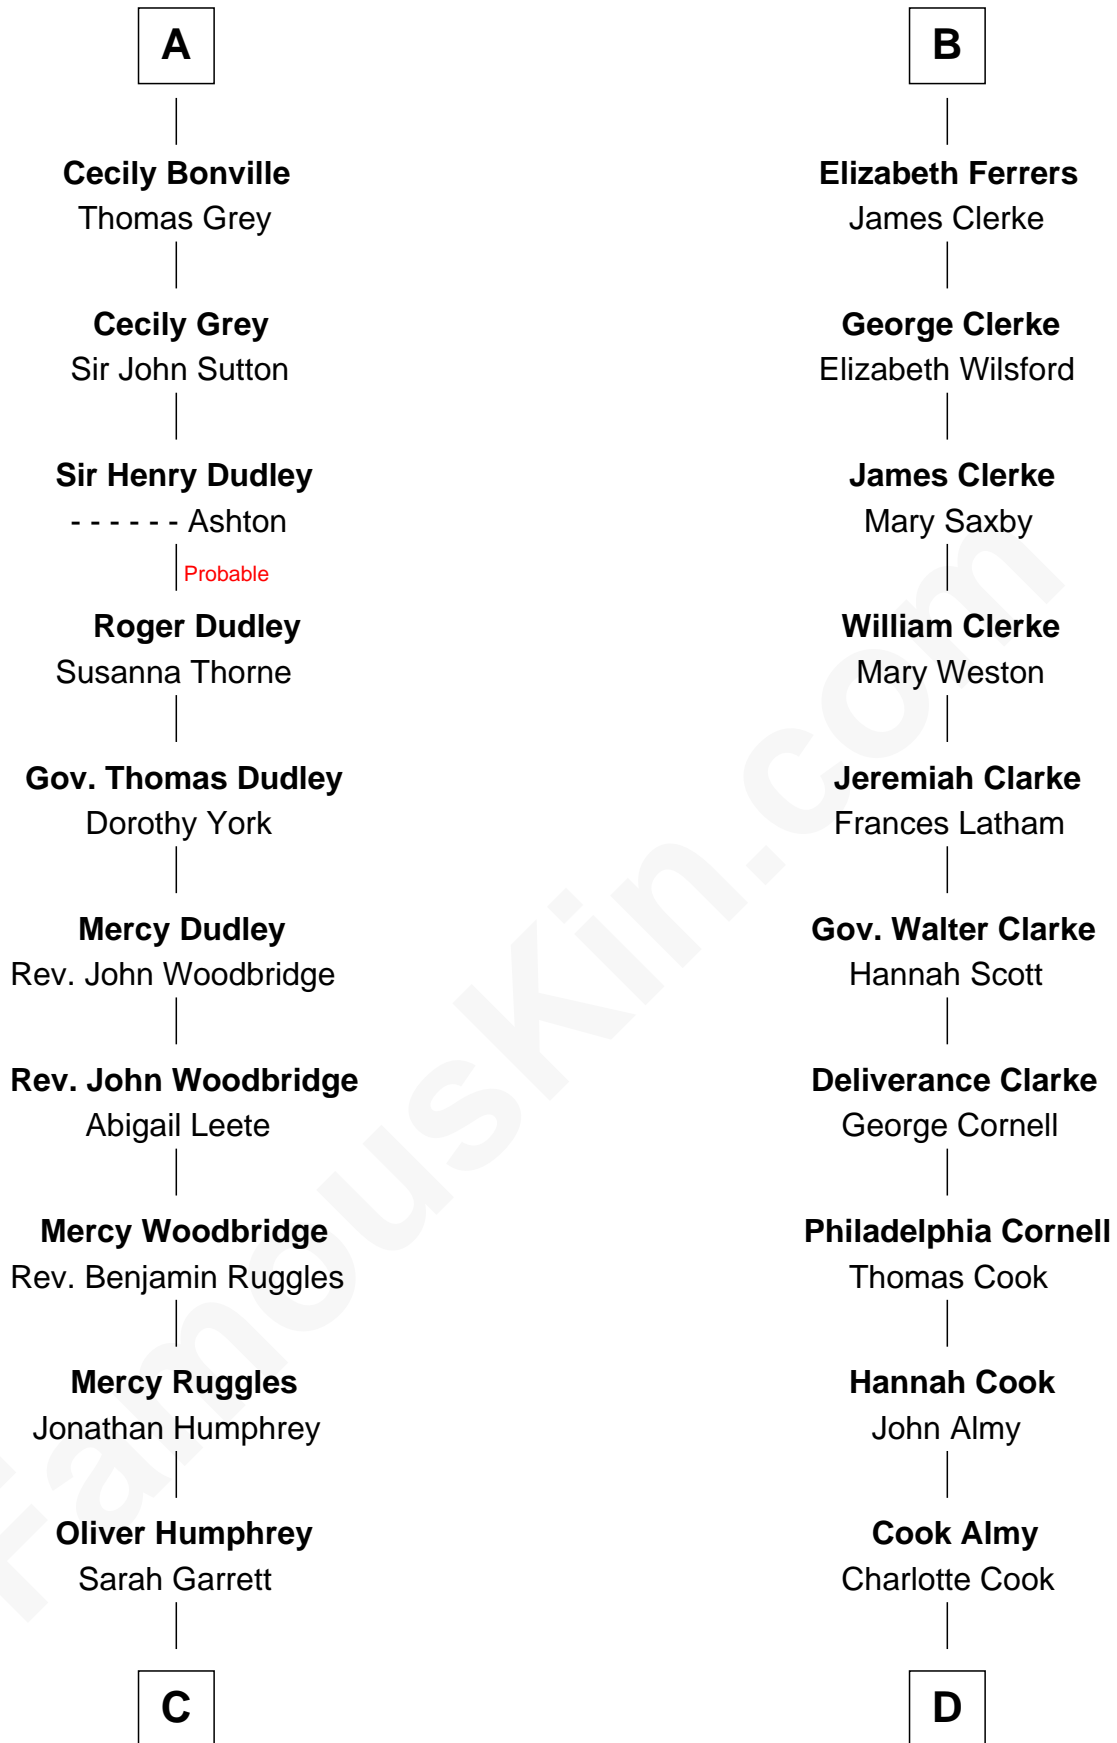 A
Cecily Bonville
Thomas Grey
Cecily Grey
Sir John Sutton
Sir Henry Dudley
- - - - - - Ashton
Probable
Roger Dudley
Susanna Thorne
Gov. Thomas Dudley
Dorothy York
Mercy Dudley
Rev. John Woodbridge
Rev. John Woodbridge
Abigail Leete
Mercy Woodbridge
Rev. Benjamin Ruggles
Mercy Ruggles
Jonathan Humphrey
Oliver Humphrey
Sarah Garrett
C
B
Elizabeth Ferrers
James Clerke
George Clerke
Elizabeth Wilsford
James Clerke
Mary Saxby
William Clerke
Mary Weston
Jeremiah Clarke
Frances Latham
Gov. Walter Clarke
Hannah Scott
Deliverance Clarke
George Cornell
Philadelphia Cornell
Thomas Cook
Hannah Cook
John Almy
Cook Almy
Charlotte Cook
D
FamousKin.com